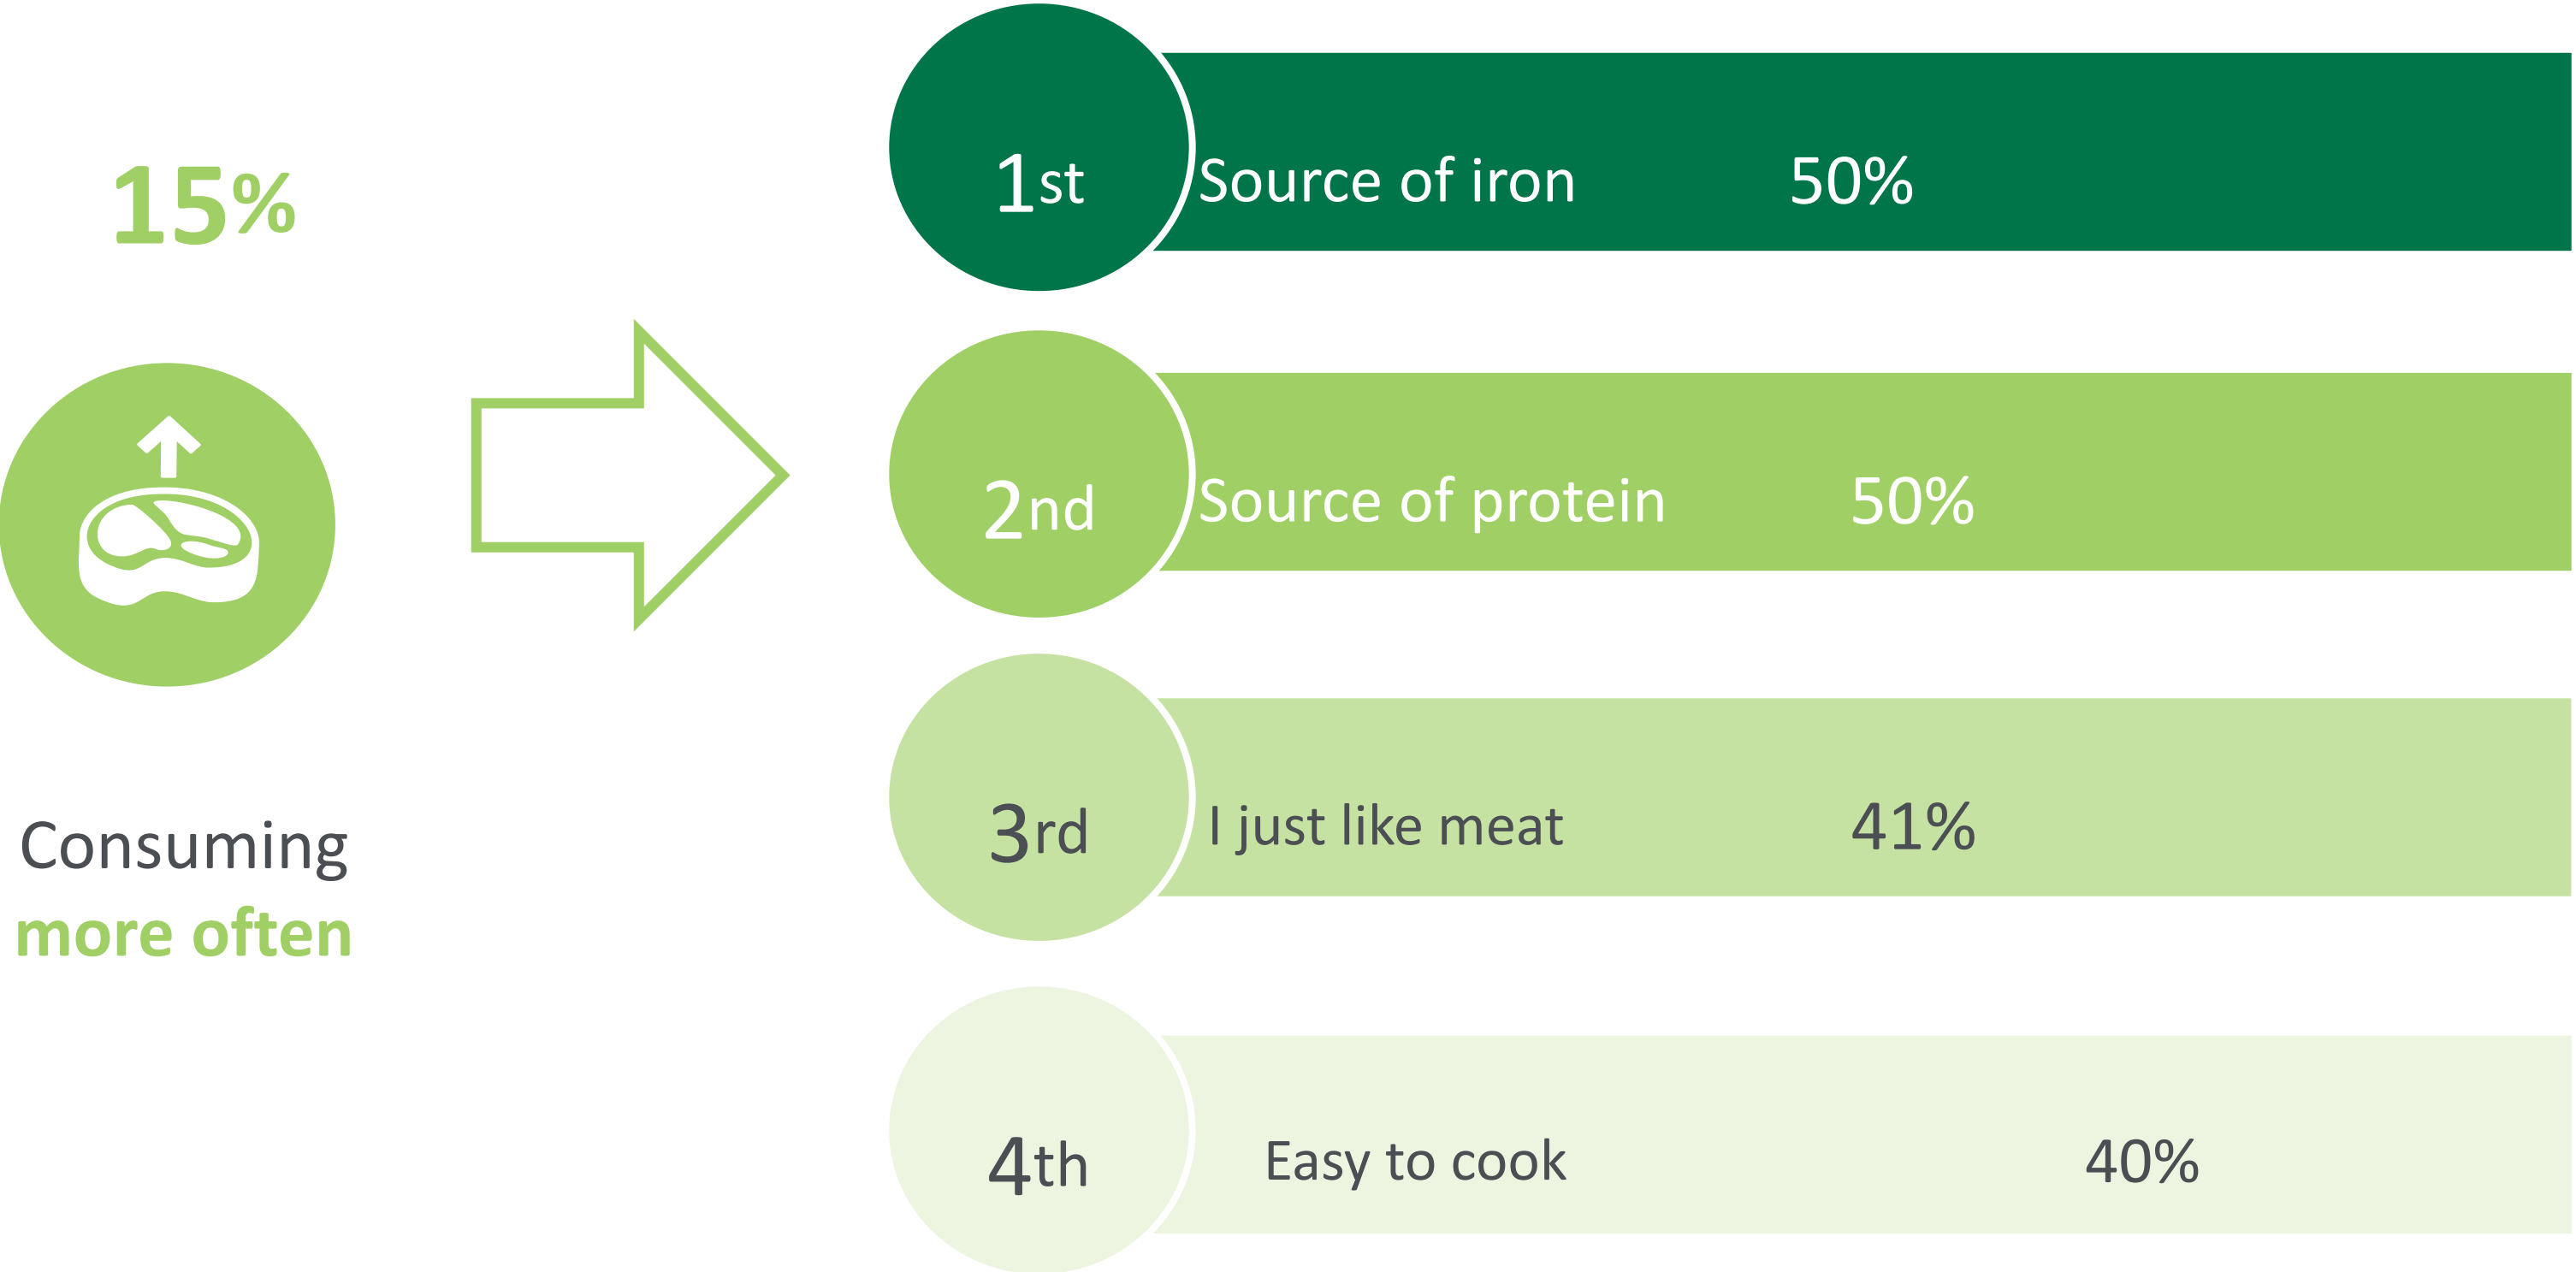 15%
Consuming
more often
1st Source of iron 50%
2nd Source of protein 50%
3rd I just like meat 41%
4th Easy to cook 40%